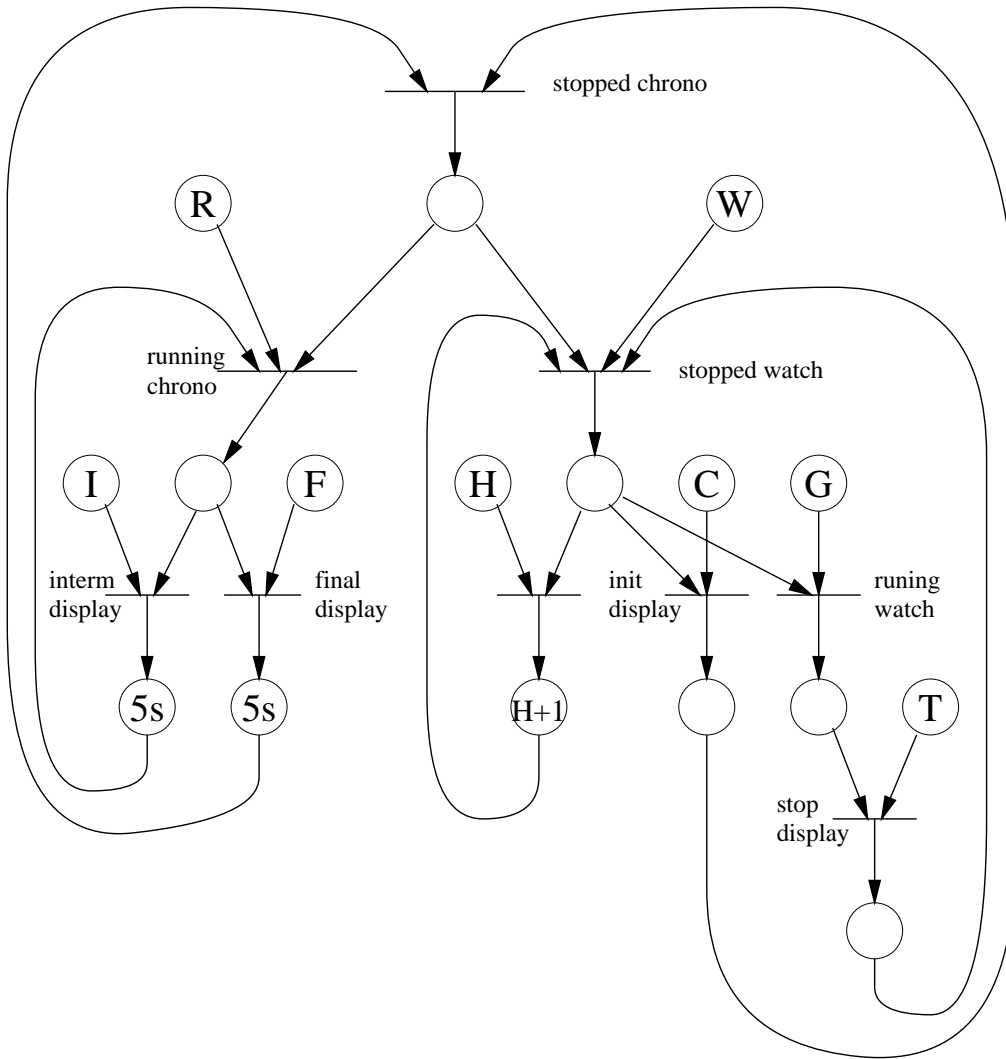 stopped chrono
R
W
running
chrono
stopped watch
I
F
H
C
G
interm
display
final
display
init
display
runing
watch
5s
5s
H+1
T
stop
display